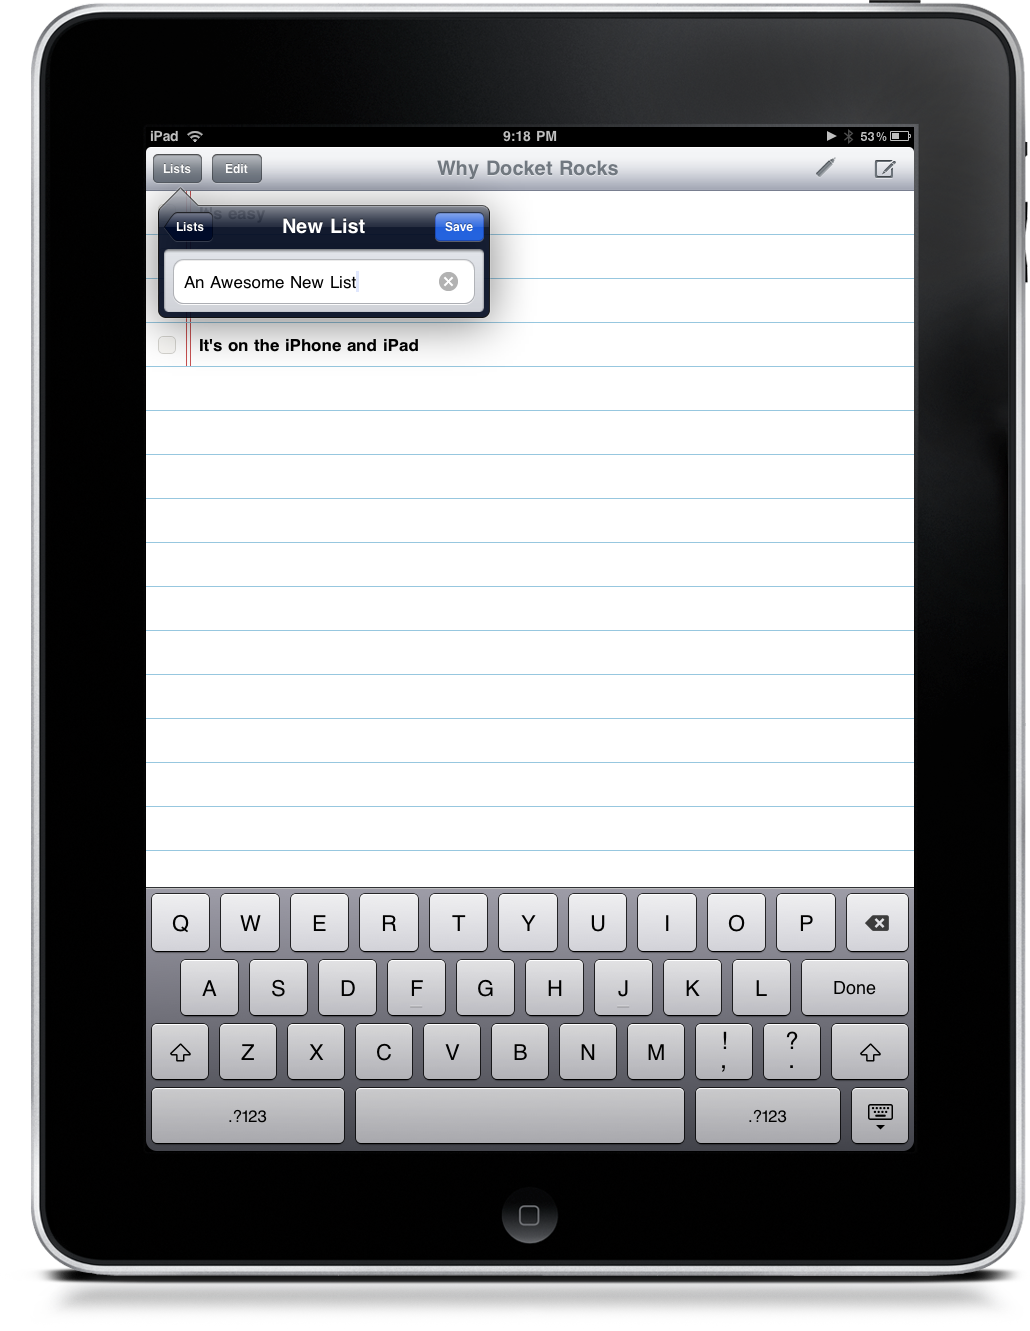 iPad 9:18 PM 53%
Lists Edit Why Docket Rocks
It's easy
Lists New List Save
An Awesome New List
It's on the iPhone and iPad
Q W E R T Y U I O P
A S D F G H J K L Done
Z X C V B N M ! , ? .
.?123 .?123